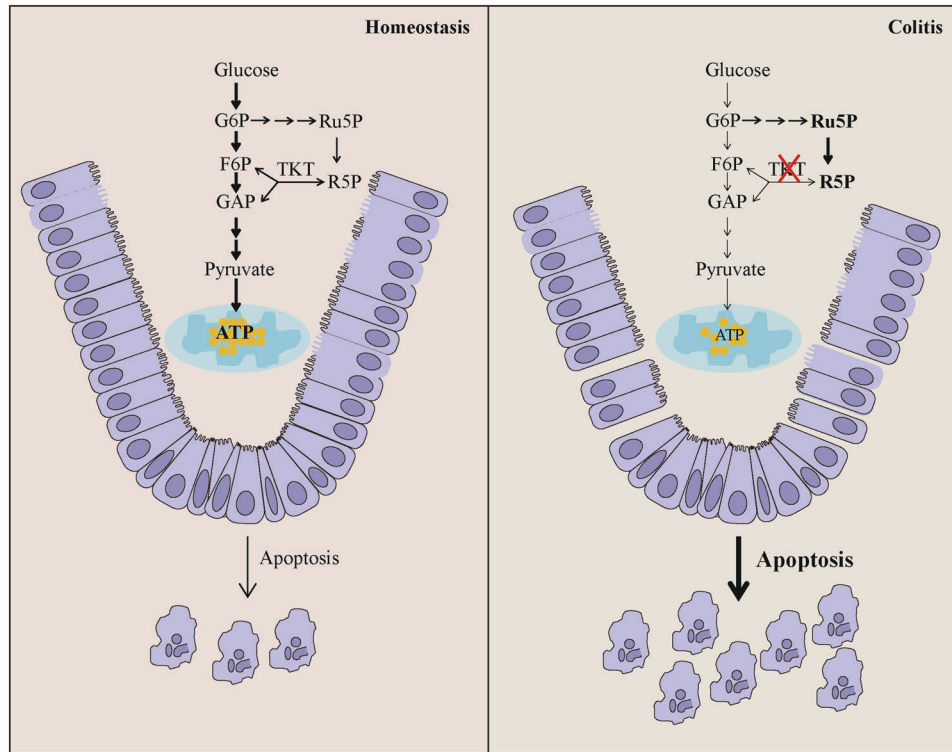 Homeostasis
Glucose
G6P Ru5P
F6P TKT
R5P
GAP
Pyruvate
ATP
Apoptosis
Colitis
Glucose
G6P Ru5P
F6P TKT
R5P
GAP
Pyruvate
ATP
Apoptosis